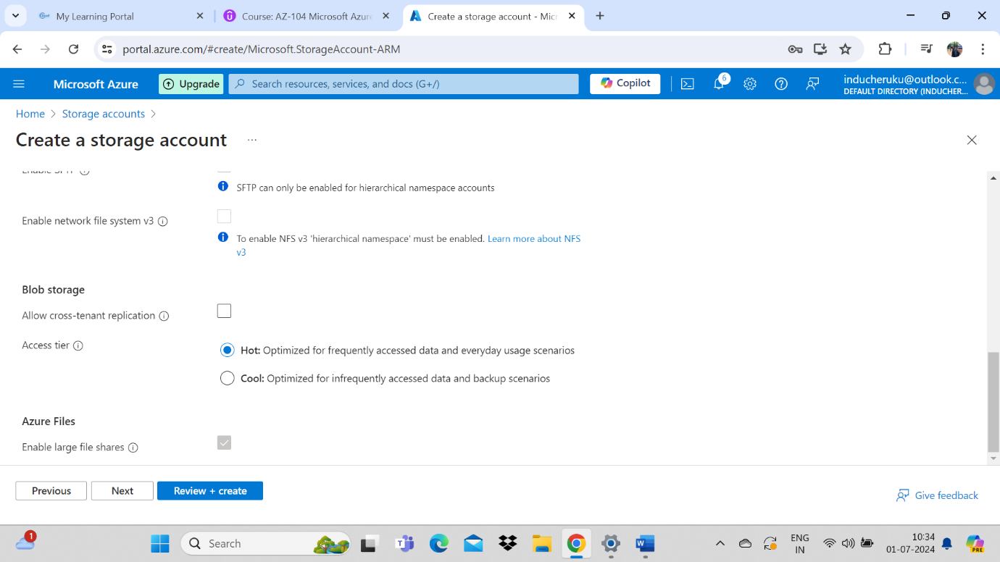 My Learning Portal
Course: AZ-104 Microsoft Azure
Create a storage account - Micr
portal.azure.com/#create/Microsoft.StorageAccount-ARM
Microsoft Azure
Upgrade
Search resources, services, and docs (G+/)
Copilot
6
inducheruku@outlook.c...
DEFAULT DIRECTORY (INDUCHER...
Home > Storage accounts >
Create a storage account ...
Enable SFTP
SFTP can only be enabled for hierarchical namespace accounts
Enable network file system v3
To enable NFS v3 'hierarchical namespace' must be enabled. Learn more about NFS
v3
Blob storage
Allow cross-tenant replication
Access tier
Hot: Optimized for frequently accessed data and everyday usage scenarios
Cool: Optimized for infrequently accessed data and backup scenarios
Azure Files
Enable large file shares
Previous
Next
Review + create
Give feedback
1
Search
ENG
IN
10:34
01-07-2024
PRE